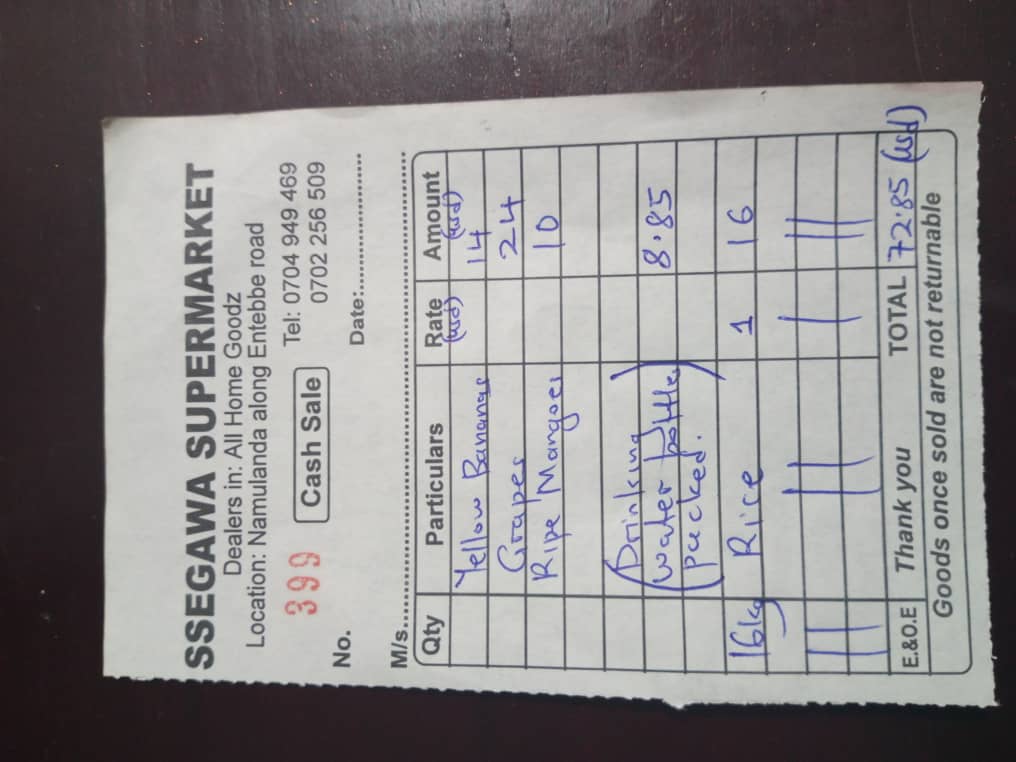 SSEGAWA SUPERMARKET
Dealers in: All Home Goodz
Location: Namulanda along Entebbe road
399 Cash Sale Tel: 0704 949 469
0702 256 509
No. Date:
M/s
Qty Particulars Rate Amount
(usd) (usd)
Yellow Bananas 14
Grapes 24
Ripe Mangoes 10
(Drinking
water bottle) 8.85
packed.
16kg Rice 1 16
E.&O.E Thank you TOTAL 72.85 (usd)
Goods once sold are not returnable